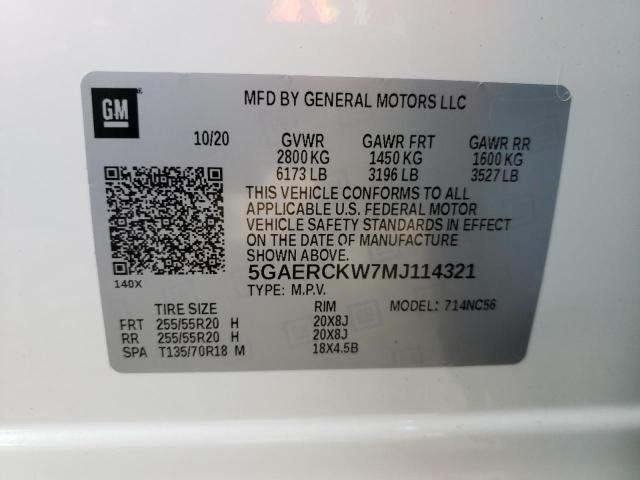 GM
MFD BY GENERAL MOTORS LLC
10/20 GVWR GAWR FRT GAWR RR
2800 KG 1450 KG 1600 KG
6173 LB 3196 LB 3527 LB
THIS VEHICLE CONFORMS TO ALL
APPLICABLE U.S. FEDERAL MOTOR
VEHICLE SAFETY STANDARDS IN EFFECT
ON THE DATE OF MANUFACTURE
SHOWN ABOVE.
5GAERCKW7MJ114321
140X
TYPE: M.P.V.
TIRE SIZE RIM MODEL: 714NC56
FRT 255/55R20 H 20X8J
RR 255/55R20 H 20X8J
SPA T135/70R18 M 18X4.5B